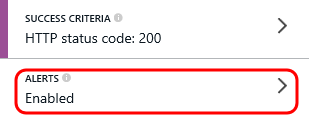 SUCCESS CRITERIA
HTTP status code: 200
ALERTS
Enabled